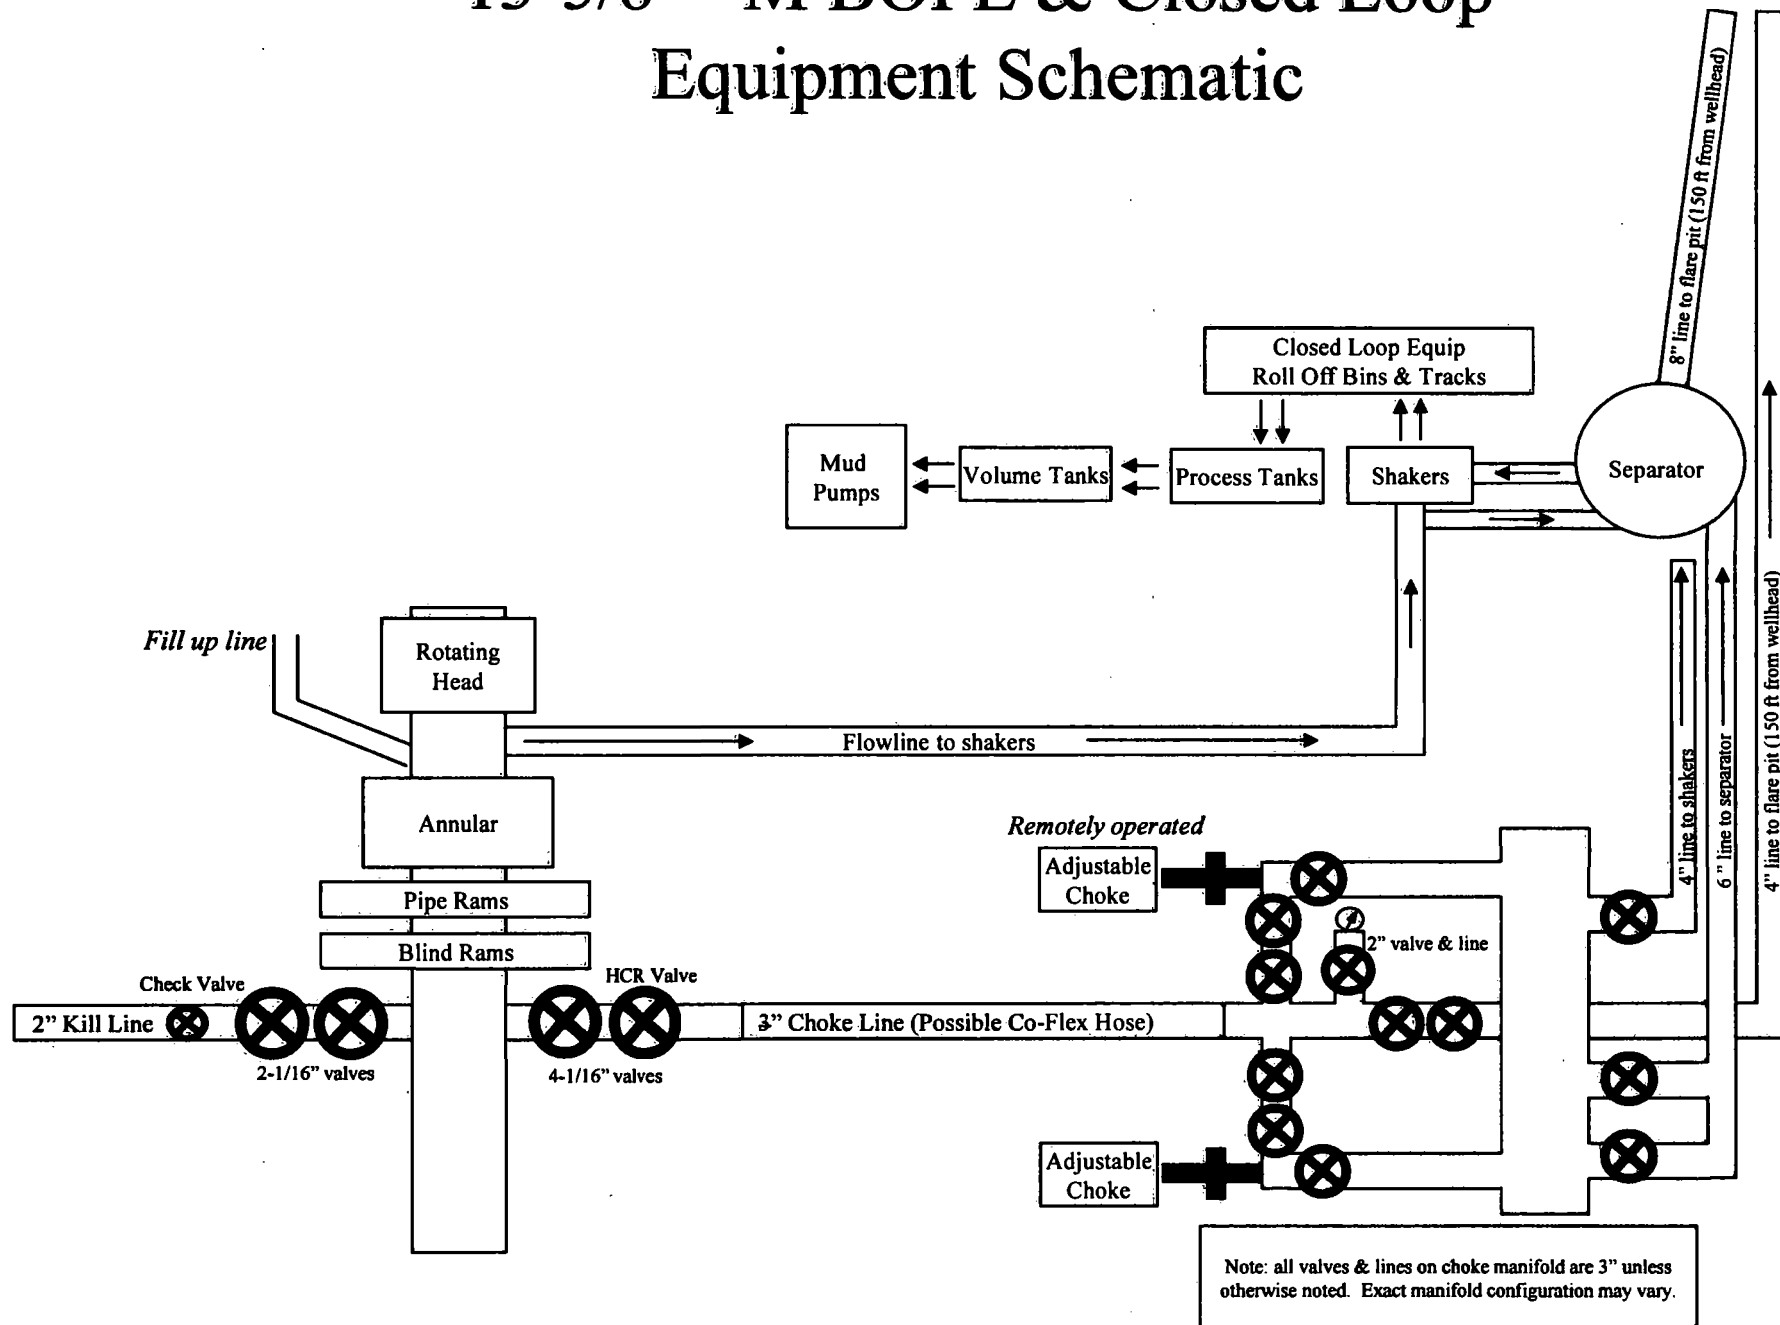 M BOPE & Closed Loop
Equipment Schematic
8” line to flare pit (150 ft from wellhead)
Closed Loop Equip
Roll Off Bins & Tracks
Mud
Pumps
Volume Tanks
Process Tanks
Shakers
Separator
Fill up line
Rotating
Head
Flowline to shakers
Annular
Pipe Rams
Blind Rams
Check Valve
HCR Valve
2” Kill Line
3” Choke Line (Possible Co-Flex Hose)
2-1/16” valves
4-1/16” valves
Remotely operated
Adjustable
Choke
2” valve & line
Adjustable
Choke
4” line to shakers
6” line to separator
4” line to flare pit (150 ft from wellhead)
Note: all valves & lines on choke manifold are 3” unless
otherwise noted. Exact manifold configuration may vary.